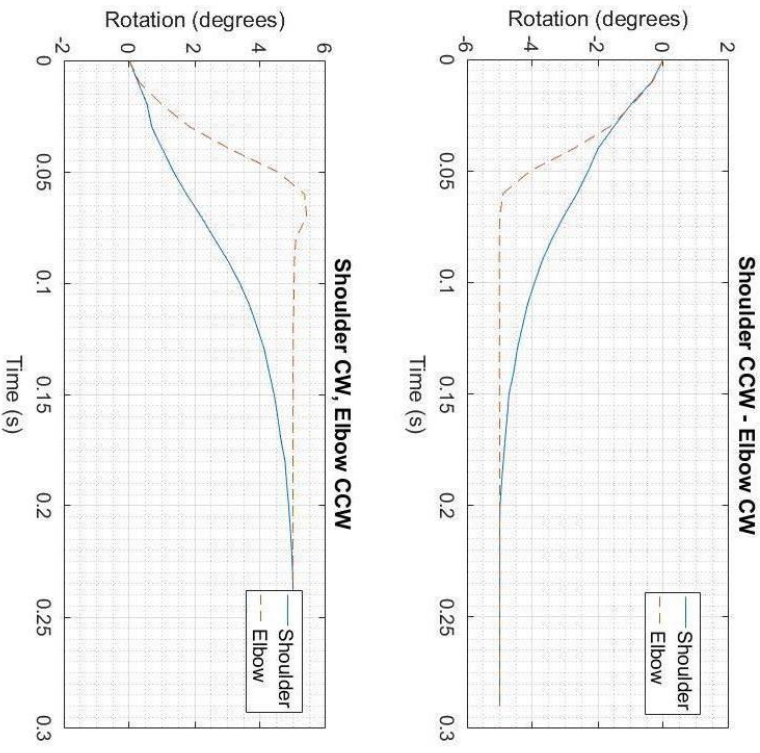 Shoulder CCW - Elbow CW
Rotation (degrees)
2
0
-2
-4
-6
0
0.05
0.1
0.15
0.2
0.25
0.3
Time (s)
Shoulder
Elbow
Shoulder CW, Elbow CCW
Rotation (degrees)
6
4
2
0
-2
0
0.05
0.1
0.15
0.2
0.25
0.3
Time (s)
Shoulder
Elbow